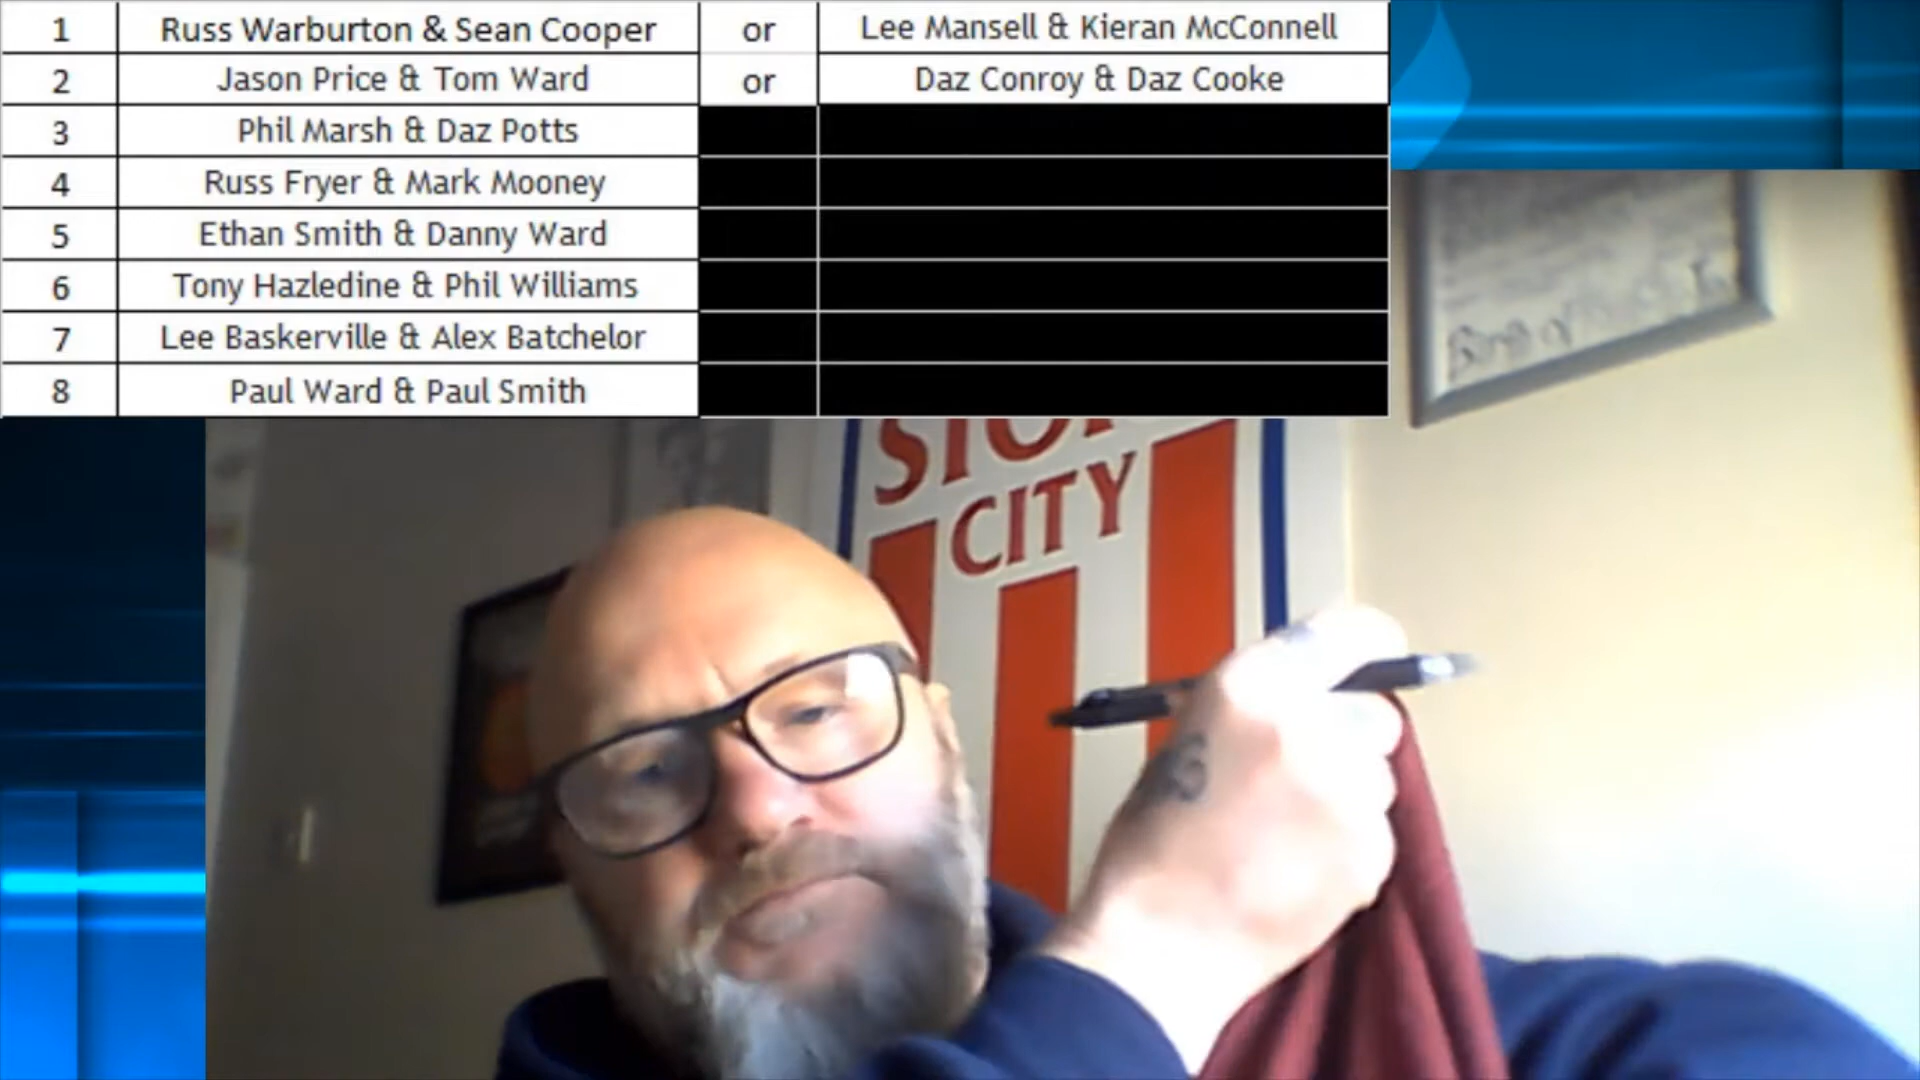 1 Russ Warburton & Sean Cooper or Lee Mansell & Kieran McConnell
2 Jason Price & Tom Ward or Daz Conroy & Daz Cooke
3 Phil Marsh & Daz Potts
4 Russ Fryer & Mark Mooney
5 Ethan Smith & Danny Ward
6 Tony Hazledine & Phil Williams
7 Lee Baskerville & Alex Batchelor
8 Paul Ward & Paul Smith
CITY